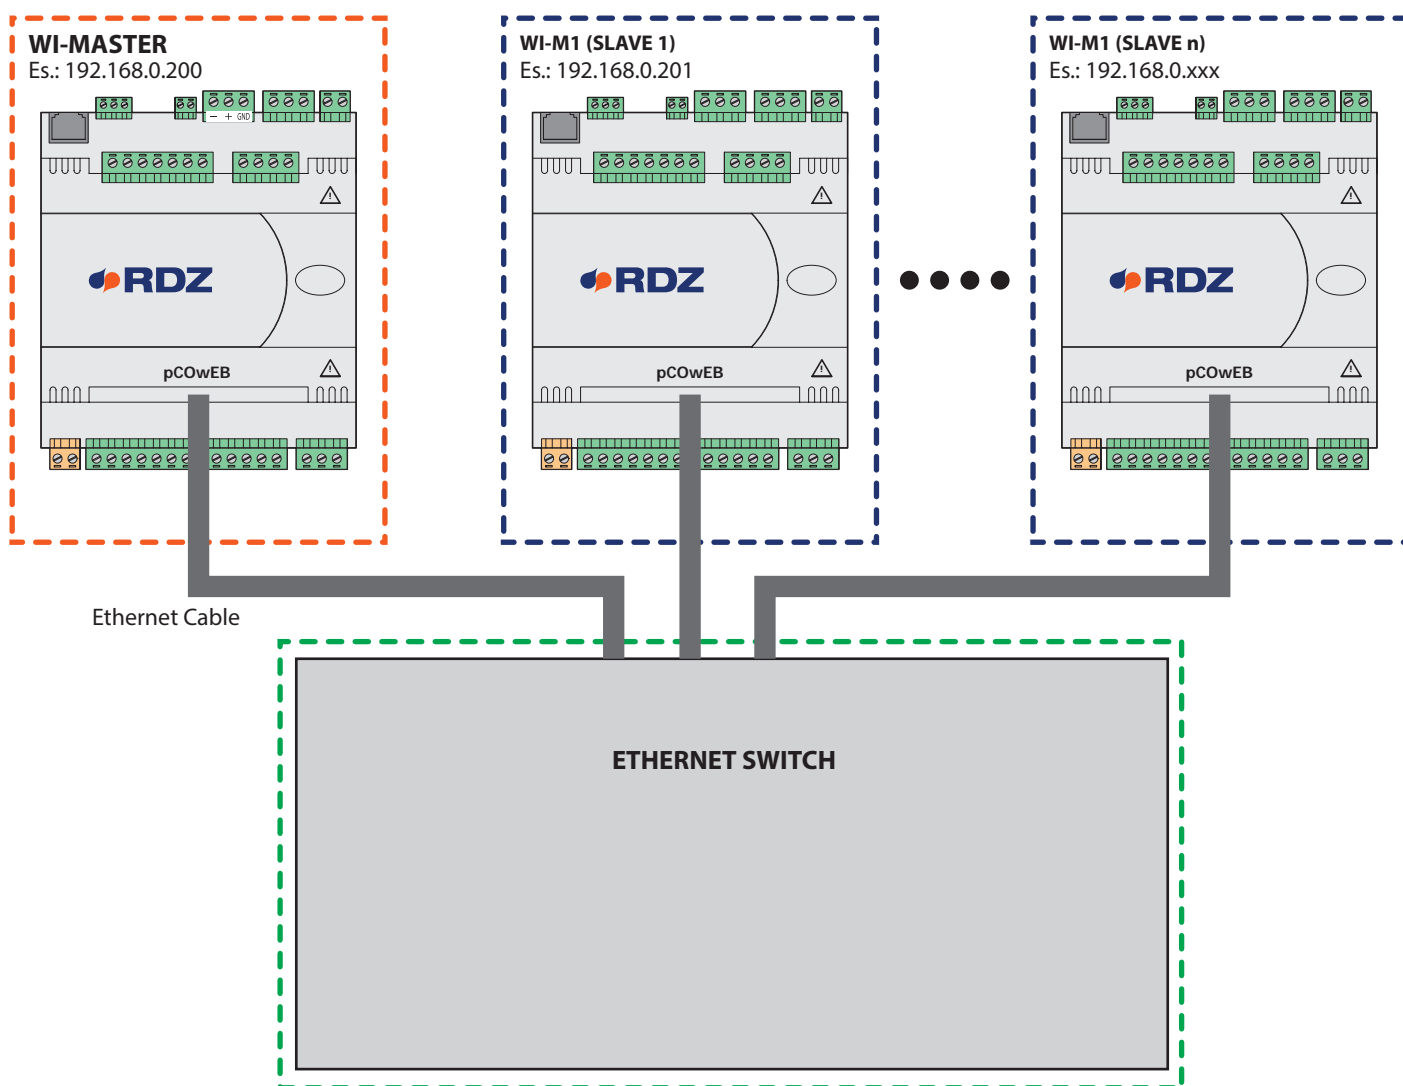 WI-MASTER
Es.: 192.168.0.200
− + GND
RDZ
pCOwEB
WI-M1 (SLAVE 1)
Es.: 192.168.0.201
RDZ
pCOwEB
WI-M1 (SLAVE n)
Es.: 192.168.0.xxx
RDZ
pCOwEB
Ethernet Cable
ETHERNET SWITCH